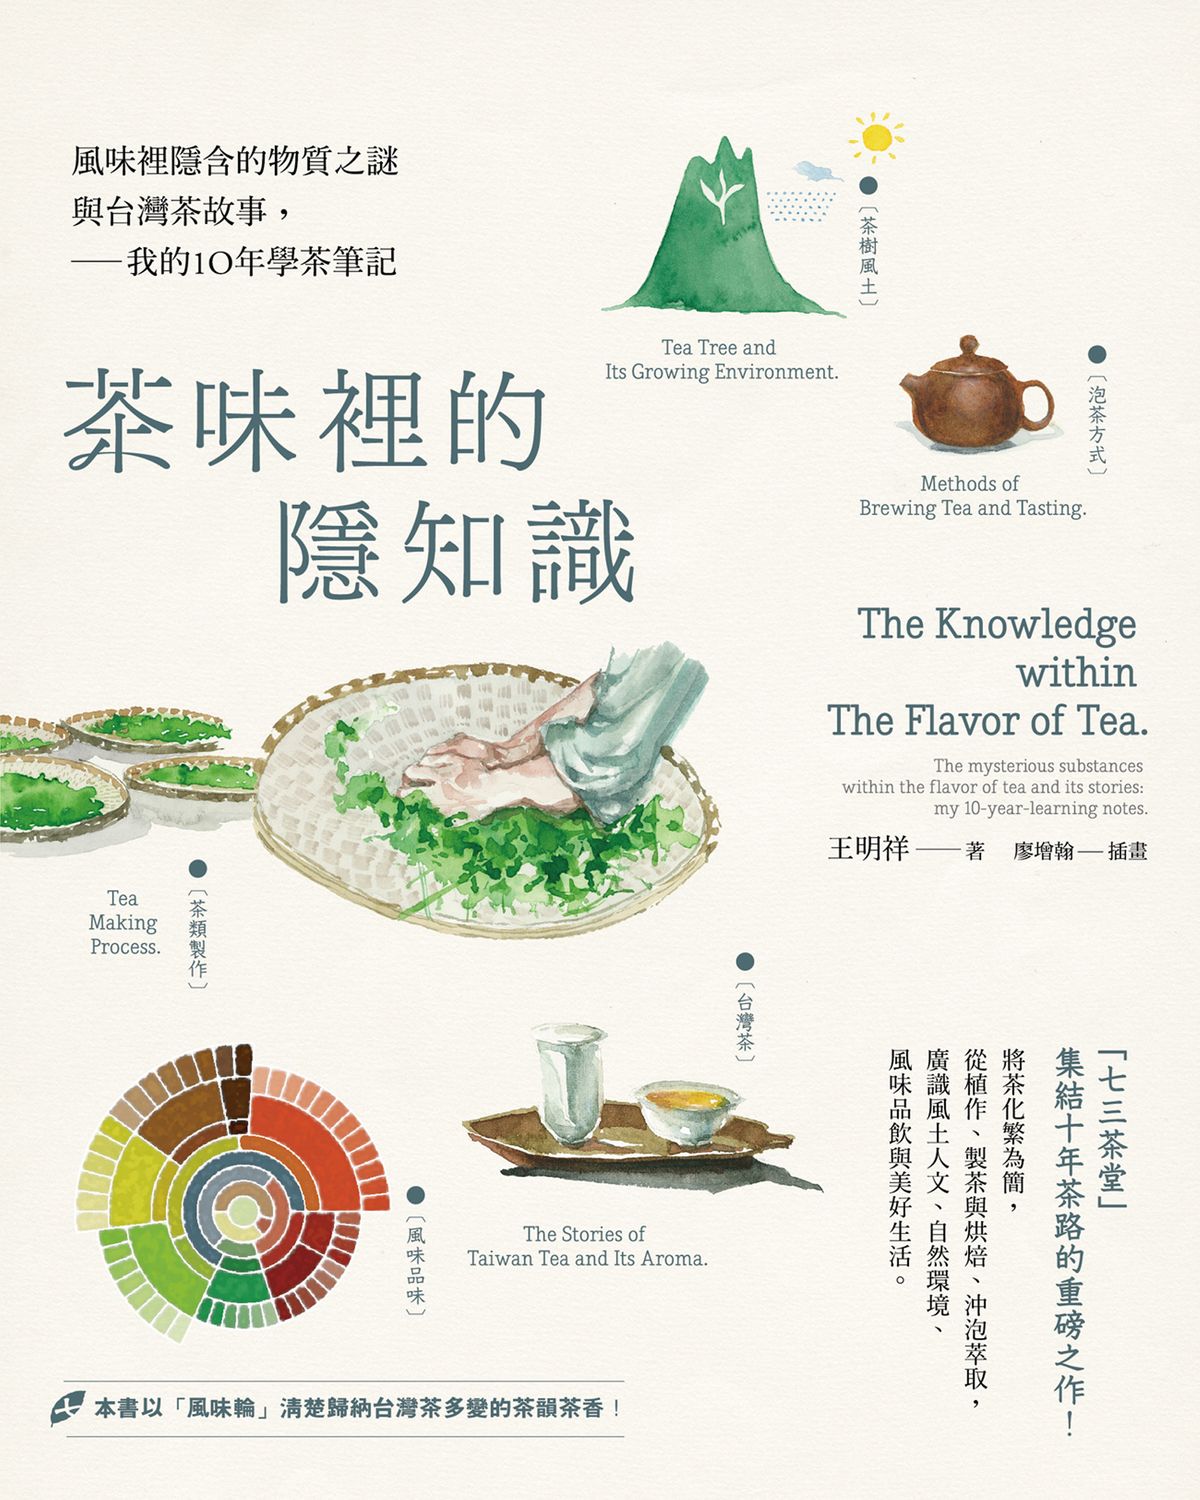 風味裡隱含的物質之謎
與台灣茶故事，
——我的10年學茶筆記
茶味裡的
隱知識
〔茶樹風土〕
Tea Tree and
Its Growing Environment.
〔泡茶方式〕
Methods of
Brewing Tea and Tasting.
The Knowledge
within
The Flavor of Tea.
The mysterious substances
within the flavor of tea and its stories:
my 10-year-learning notes.
王明祥——著 廖增翰—插畫
Tea
Making
Process.
〔茶類製作〕
〔台灣茶〕
The Stories of
Taiwan Tea and Its Aroma.
〔風味品味〕
「七三茶堂」
集結十年茶路的重磅之作！
將茶化繁為簡，
從植作、製茶與烘焙、沖泡萃取，
廣識風土人文、自然環境、
風味品飲與美好生活。
七
本書以「風味輪」清楚歸納台灣茶多變的茶韻茶香！